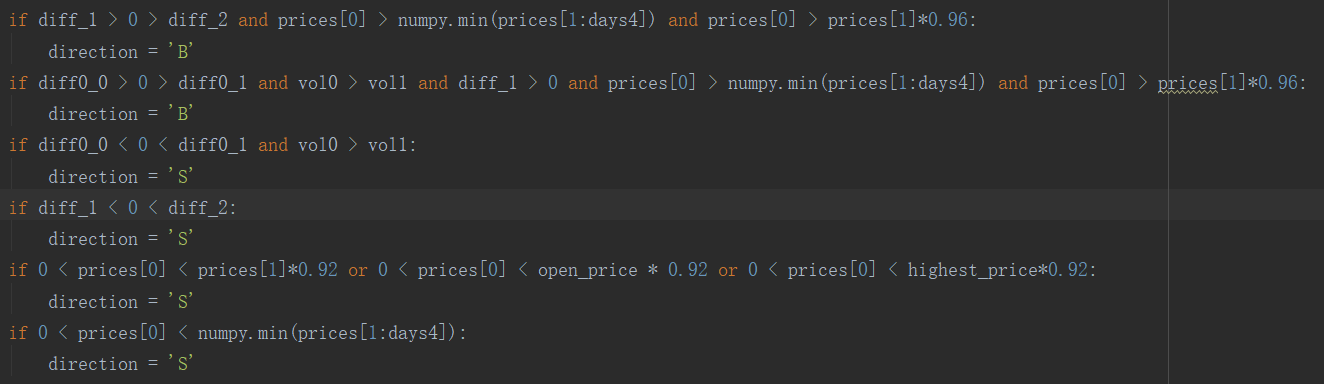 if diff_1 > 0 > diff_2 and prices[0] > numpy.min(prices[1:days4]) and prices[0] > prices[1]*0.96:
    direction = 'B'
if diff0_0 > 0 > diff0_1 and vol0 > vol1 and diff_1 > 0 and prices[0] > numpy.min(prices[1:days4]) and prices[0] > prices[1]*0.96:
    direction = 'B'
if diff0_0 < 0 < diff0_1 and vol0 > vol1:
    direction = 'S'
if diff_1 < 0 < diff_2:
    direction = 'S'
if 0 < prices[0] < prices[1]*0.92 or 0 < prices[0] < open_price * 0.92 or 0 < prices[0] < highest_price*0.92:
    direction = 'S'
if 0 < prices[0] < numpy.min(prices[1:days4]):
    direction = 'S'